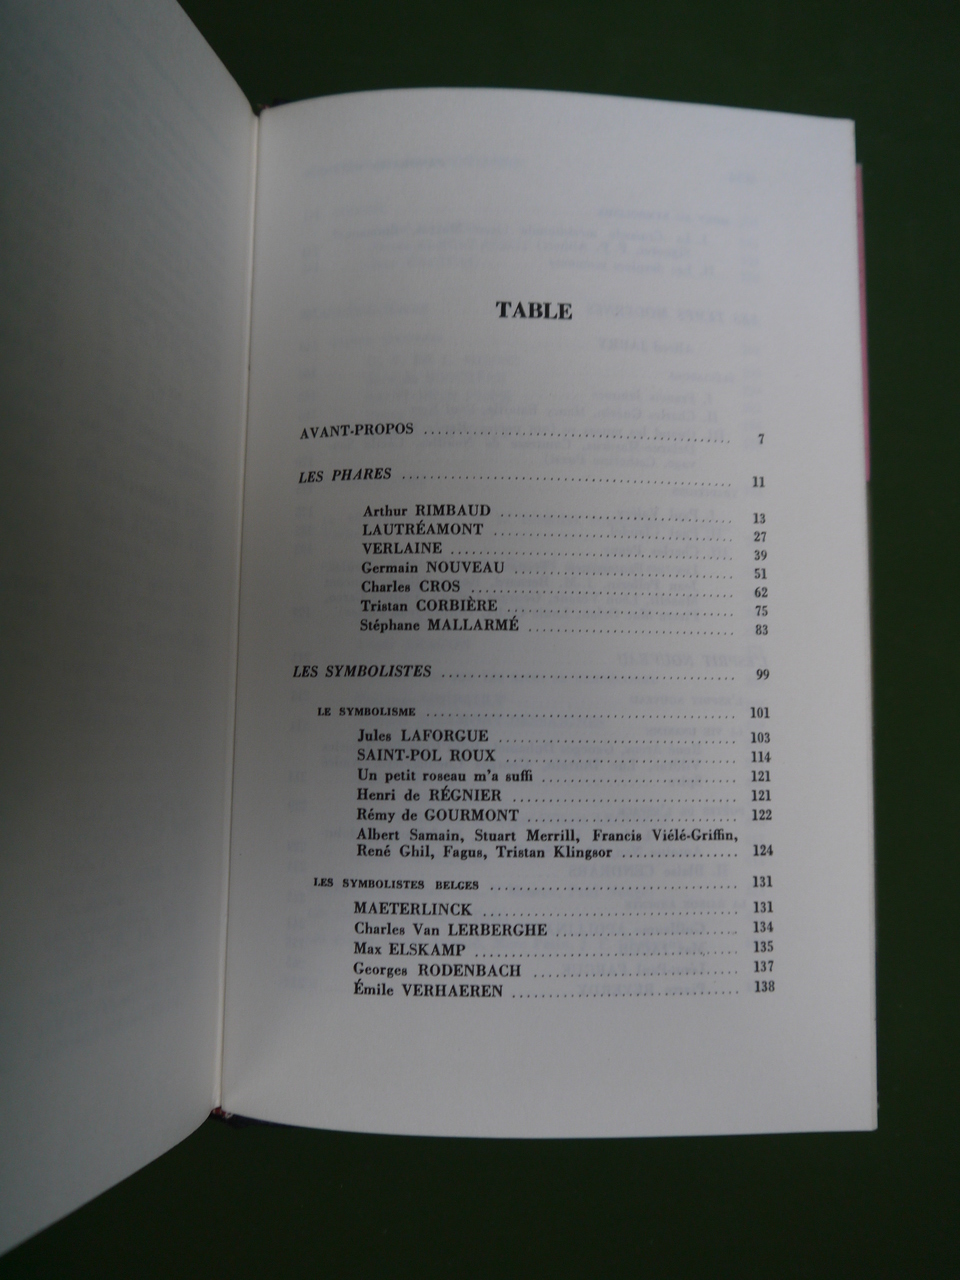 TABLE
AVANT-PROPOS ........................................ 7
LES PHARES ........................................ 11
Arthur RIMBAUD ........................................ 13
LAUTRÉAMONT ........................................ 27
VERLAINE ........................................ 39
Germain NOUVEAU ........................................ 51
Charles CROS ........................................ 62
Tristan CORBIÈRE ........................................ 75
Stéphane MALLARMÉ ........................................ 83
LES SYMBOLISTES ........................................ 99
LE SYMBOLISME ........................................ 101
Jules LAFORGUE ........................................ 103
SAINT-POL ROUX ........................................ 114
Un petit roseau m'a suffi ........................................ 121
Henri de RÉGNIER ........................................ 121
Rémy de GOURMONT ........................................ 122
Albert Samain, Stuart Merrill, Francis Viélé-Griffin,
René Ghil, Fagus, Tristan Klingsor ................. 124
LES SYMBOLISTES BELGES ........................................ 131
MAETERLINCK ........................................ 131
Charles Van LERBERGHE ........................................ 134
Max ELSKAMP ........................................ 135
Georges RODENBACH ........................................ 137
Émile VERHAEREN ........................................ 138